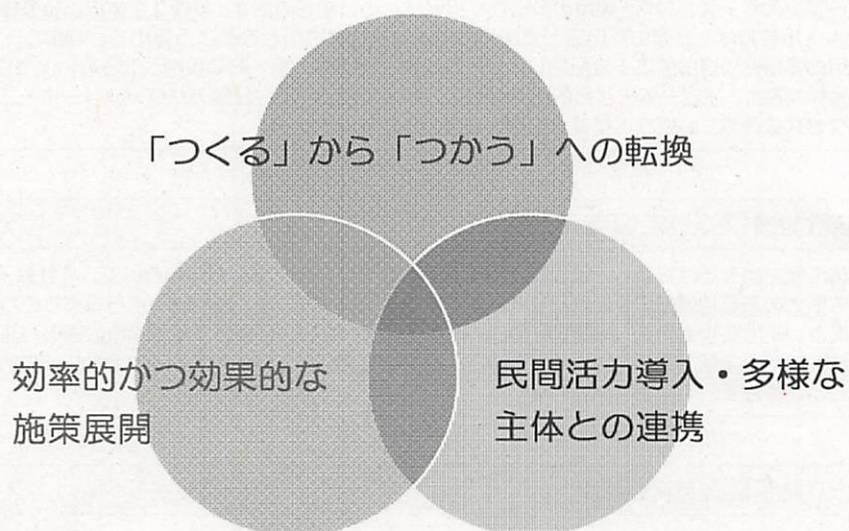 「つくる」から「つかう」への転換
効率的かつ効果的な
施策展開
民間活力導入・多様な
主体との連携